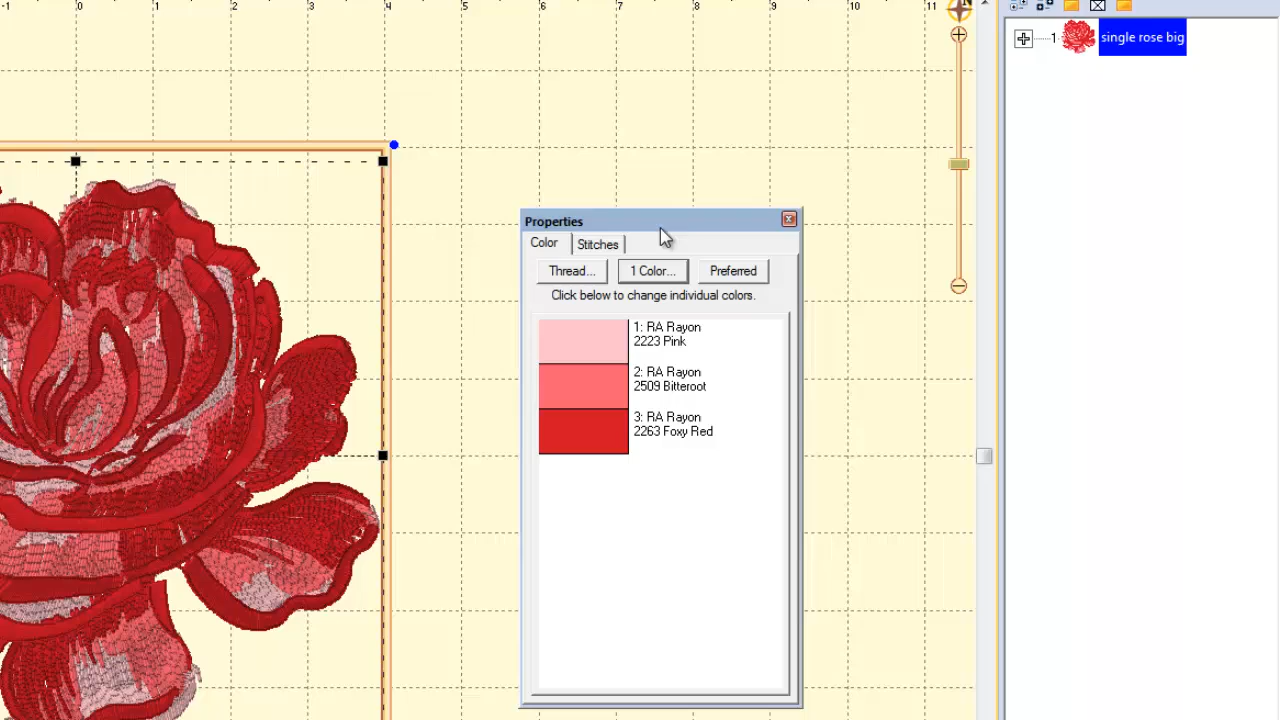 -1 0 1 2 3 4 5 6 7 8 9 10 11 N
1 single rose big
Properties
Color Stitches
Thread... 1 Color... Preferred
Click below to change individual colors.
1: RA Rayon
2223 Pink
2: RA Rayon
2509 Bitteroot
3: RA Rayon
2263 Foxy Red